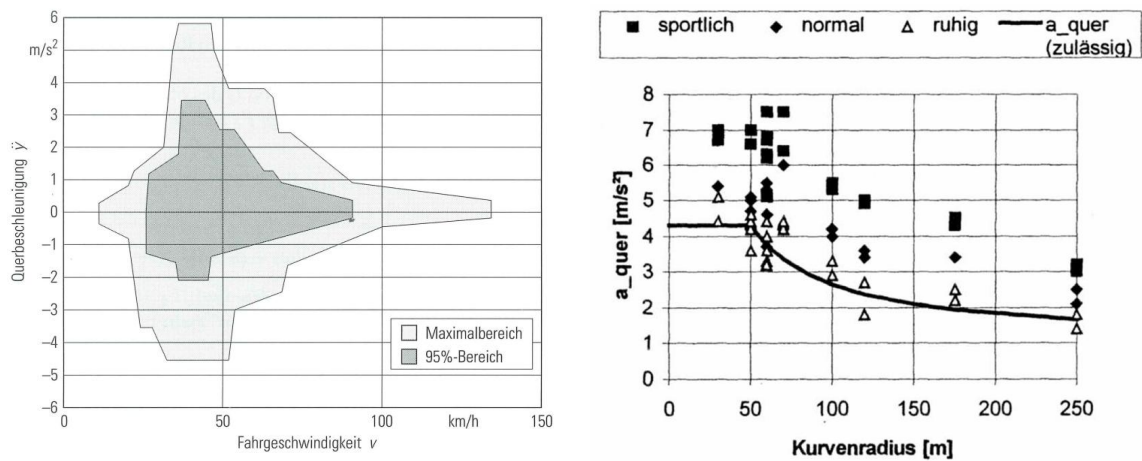 6
m/s²
4
3
2
1
0
−1
−2
−3
−4
−5
−6
Querbeschleunigung ÿ
0
50
100
km/h
150
Fahrgeschwindigkeit v
Maximalbereich
95%-Bereich
sportlich
normal
ruhig
a_quer
(zulässig)
8
7
6
5
4
3
2
1
0
a_quer [m/s²]
0
50
100
150
200
250
Kurvenradius [m]